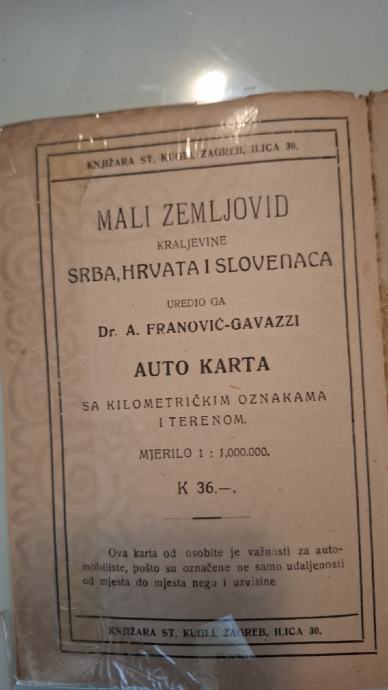 KNJIŽARA ST, KUGLI, ZAGREB, ILICA 30.
MALI ZEMLJOVID
KRALJEVINE
SRBA, HRVATA I SLOVENACA
UREDIO GA
Dr. A. FRANOVIĆ-GAVAZZI
AUTO KARTA
SA KILOMETRIČKIM OZNAKAMA
I TERENOM.
MJERILO 1 : 1,000.000.
K 36.—.
Ova karta od osobite je važnosti za auto-
mobiliste, pošto su označene ne samo udaljenosti
od mjesta do mjesta nego i uzvisine.
KNJIŽARA ST, KUGLI, ZAGREB, ILICA 30.